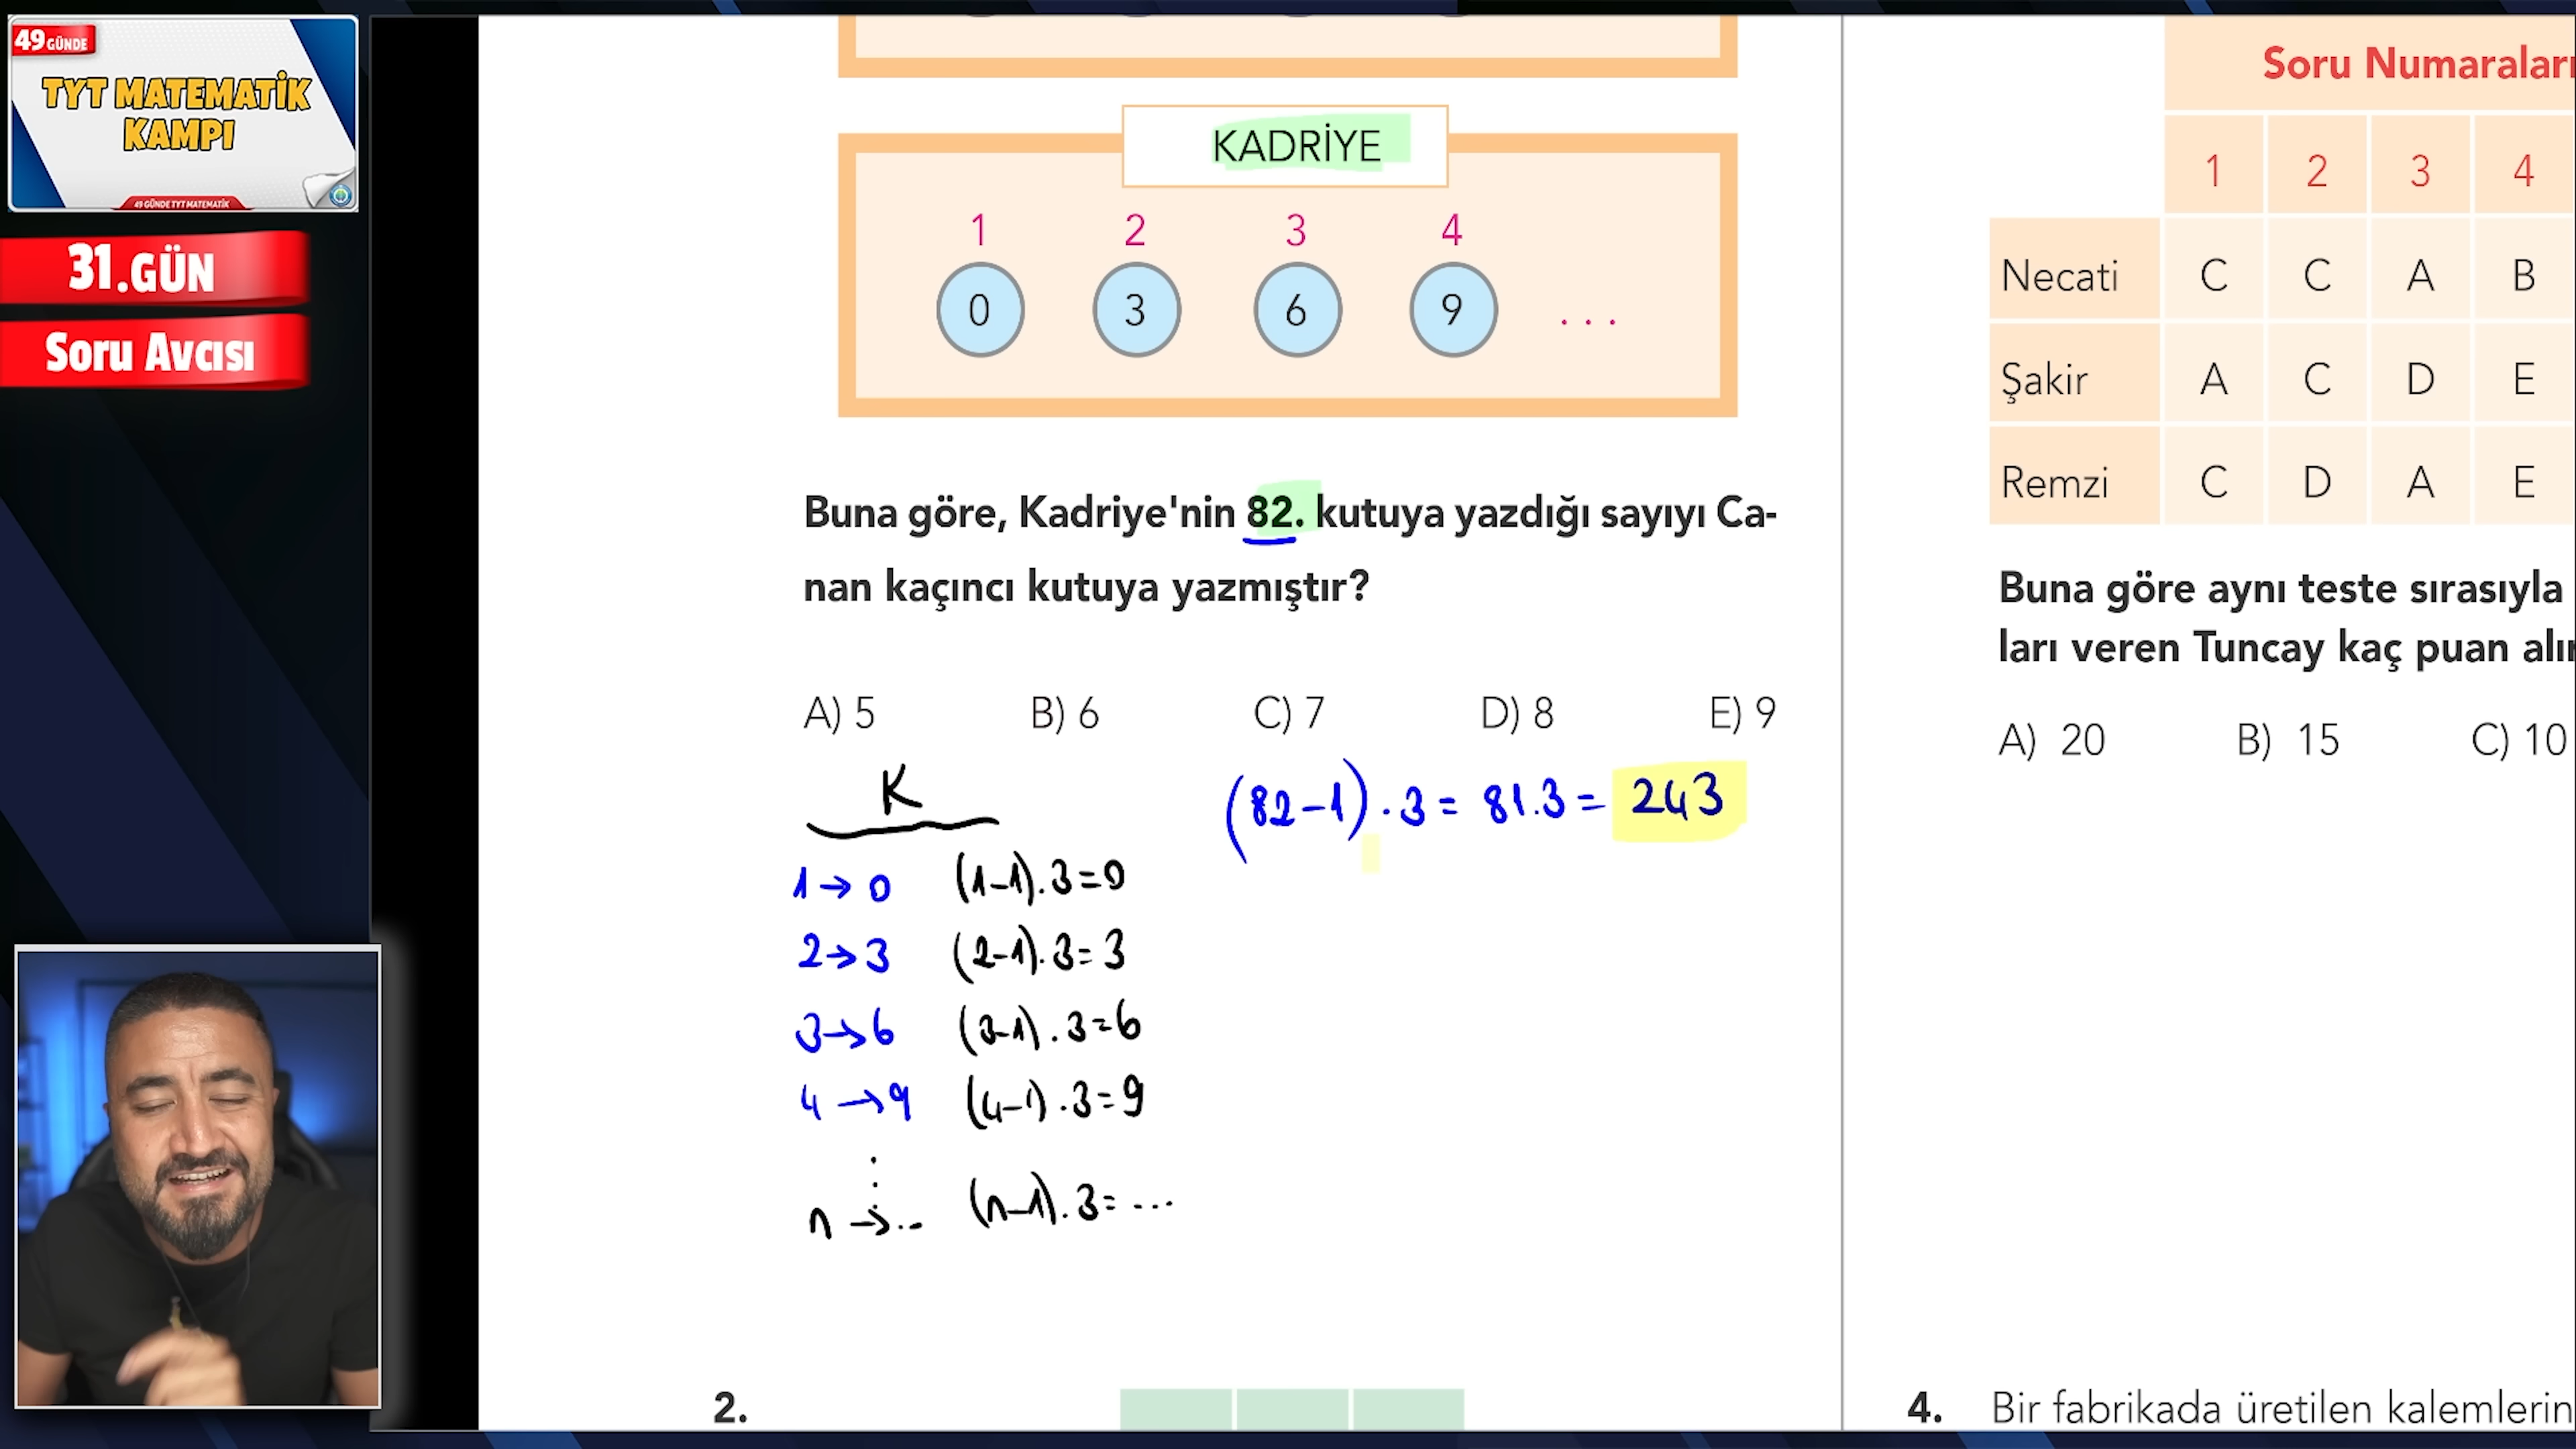 49 GÜNDE
TYT MATEMATİK
KAMPI
49 GÜNDE TYT MATEMATİK
31.GÜN
Soru Avcısı
KADRİYE
1 2 3 4
0 3 6 9 ...
Buna göre, Kadriye'nin 82. kutuya yazdığı sayıyı Ca-
nan kaçıncı kutuya yazmıştır?
A) 5 B) 6 C) 7 D) 8 E) 9
K
(82-1).3 = 81.3 = 243
1→0 (1-1).3=0
2→3 (2-1).3=3
3→6 (3-1).3=6
4→9 (4-1).3=9
n→... (n-1).3=...
2.
Soru Numaraları
1 2 3 4
Necati C C A B
Şakir A C D E
Remzi C D A E
Buna göre aynı teste sırasıyla
ları veren Tuncay kaç puan alır
A) 20 B) 15 C) 10
4. Bir fabrikada üretilen kalemlerin